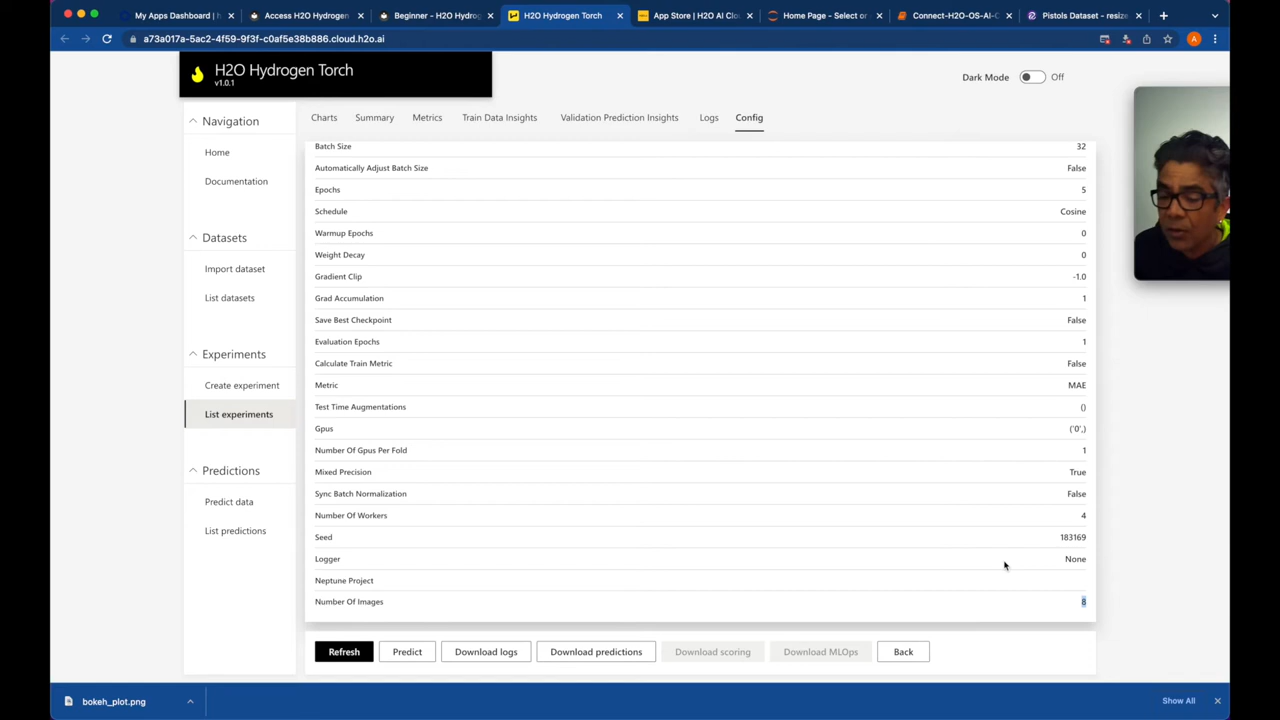 My Apps Dashboard | h
Access H2O Hydrogen
Beginner - H2O Hydrog
H2O Hydrogen Torch
App Store | H2O AI Clou
Home Page - Select or
Connect-H2O-OS-AI-C
Pistols Dataset - resize
a73a017a-5ac2-4f59-9f3f-c0af5e38b886.cloud.h2o.ai
A
H2O Hydrogen Torch
v1.0.1
Dark Mode
Off
Navigation
Home
Documentation
Datasets
Import dataset
List datasets
Experiments
Create experiment
List experiments
Predictions
Predict data
List predictions
Charts
Summary
Metrics
Train Data Insights
Validation Prediction Insights
Logs
Config
Batch Size 32
Automatically Adjust Batch Size False
Epochs 5
Schedule Cosine
Warmup Epochs 0
Weight Decay 0
Gradient Clip -1.0
Grad Accumulation 1
Save Best Checkpoint False
Evaluation Epochs 1
Calculate Train Metric False
Metric MAE
Test Time Augmentations ()
Gpus ('0',)
Number Of Gpus Per Fold 1
Mixed Precision True
Sync Batch Normalization False
Number Of Workers 4
Seed 183169
Logger None
Neptune Project
Number Of Images 8
Refresh
Predict
Download logs
Download predictions
Download scoring
Download MLOps
Back
bokeh_plot.png
Show All